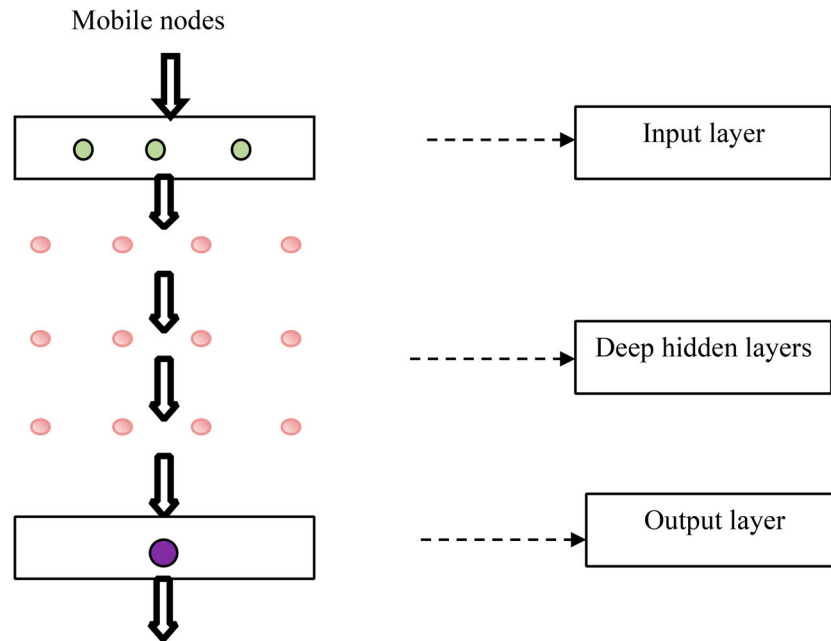 Mobile nodes
Input layer
Deep hidden layers
Output layer